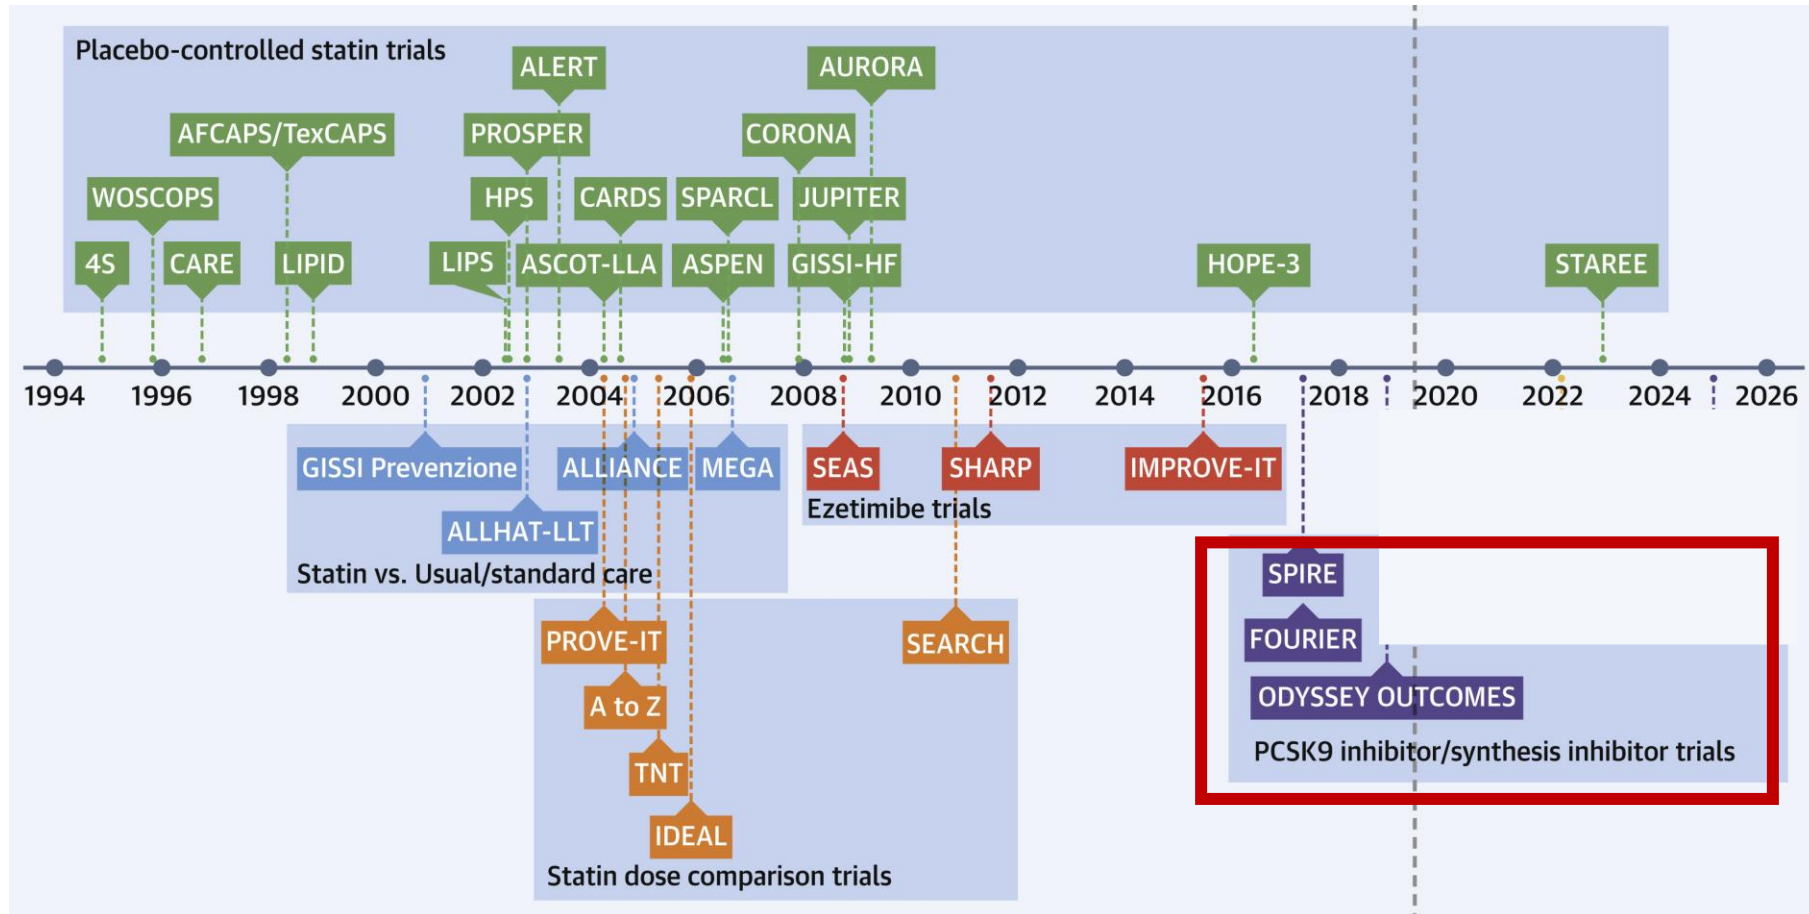 Placebo-controlled statin trials
ALERT
AURORA
AFCAPS/TexCAPS
PROSPER
CORONA
WOSCOPS
HPS
CARDS
SPARCL
JUPITER
4S
CARE
LIPID
LIPS
ASCOT-LLA
ASPEN
GISSI-HF
HOPE-3
STAREE
1994
1996
1998
2000
2002
2004
2006
2008
2010
2012
2014
2016
2018
2020
2022
2024
2026
GISSI Prevenzione
ALLIANCE
MEGA
SEAS
SHARP
IMPROVE-IT
Ezetimibe trials
ALLHAT-LLT
Statin vs. Usual/standard care
SPIRE
PROVE-IT
SEARCH
FOURIER
A to Z
ODYSSEY OUTCOMES
PCSK9 inhibitor/synthesis inhibitor trials
TNT
IDEAL
Statin dose comparison trials